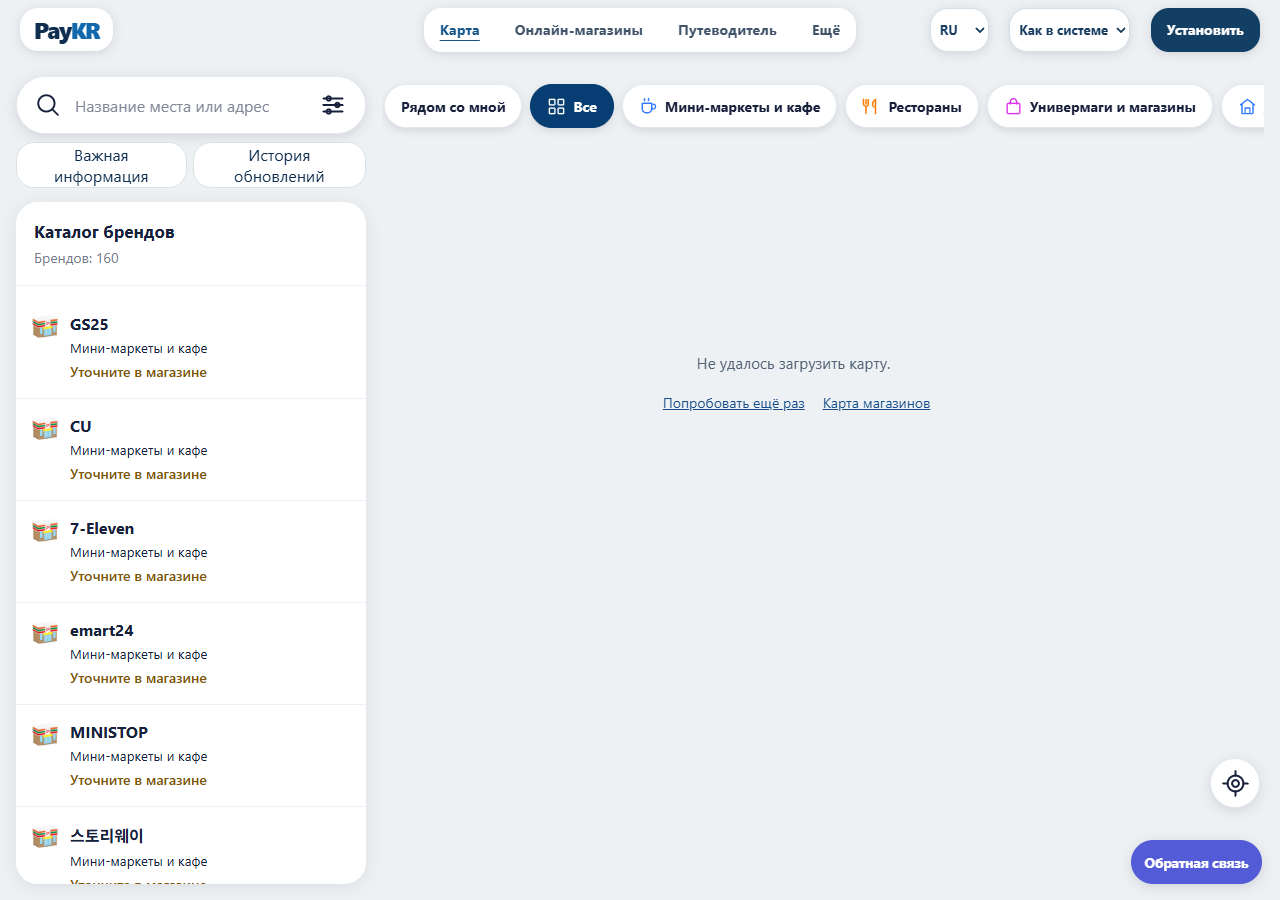 PayKR
Карта
Онлайн-магазины
Путеводитель
Ещё
RU
Как в системе
Установить
Название места или адрес
Рядом со мной
Все
Мини-маркеты и кафе
Рестораны
Универмаги и магазины
Важная
информация
История
обновлений
Каталог брендов
Брендов: 160
GS25
Мини-маркеты и кафе
Уточните в магазине
CU
Мини-маркеты и кафе
Уточните в магазине
7-Eleven
Мини-маркеты и кафе
Уточните в магазине
emart24
Мини-маркеты и кафе
Уточните в магазине
MINISTOP
Мини-маркеты и кафе
Уточните в магазине
스토리웨이
Мини-маркеты и кафе
Уточните в магазине
Не удалось загрузить карту.
Попробовать ещё раз
Карта магазинов
Обратная связь